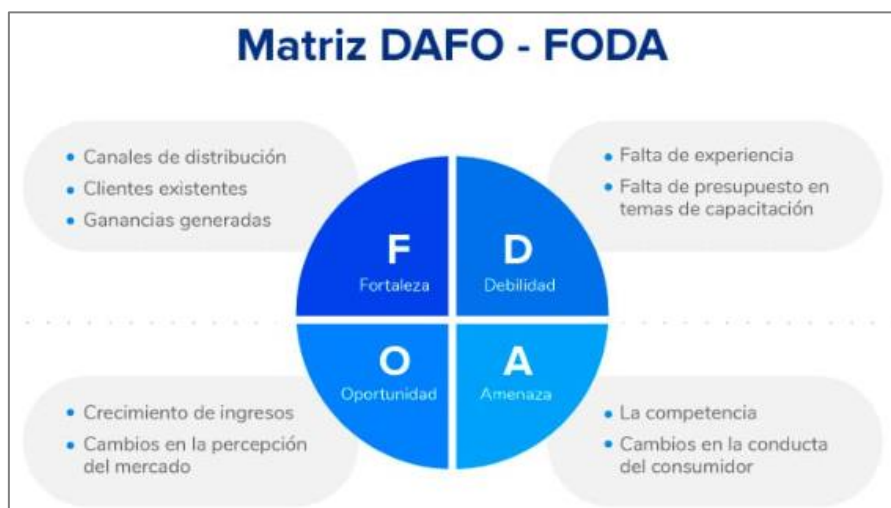 Matriz DAFO - FODA
• Canales de distribución
• Clientes existentes
• Ganancias generadas
• Falta de experiencia
• Falta de presupuesto en
temas de capacitación
F
Fortaleza
D
Debilidad
O
Oportunidad
A
Amenaza
• Crecimiento de ingresos
• Cambios en la percepción
del mercado
• La competencia
• Cambios en la conducta
del consumidor